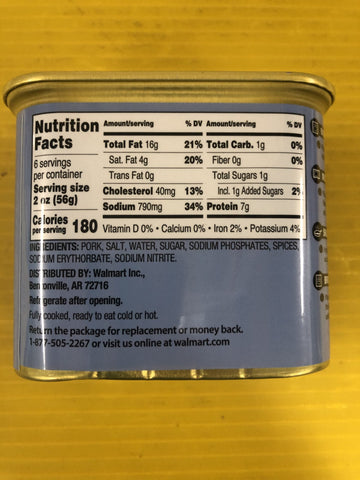 Nutrition Facts
6 servings per container
Serving size
2 oz (56g)
Calories per serving 180
Amount/serving % DV
Total Fat 16g 21%
Sat. Fat 4g 20%
Trans Fat 0g
Cholesterol 40mg 13%
Sodium 790mg 34%
Amount/serving % DV
Total Carb. 1g 0%
Fiber 0g 0%
Total Sugars 1g
Incl. 1g Added Sugars 2%
Protein 7g
Vitamin D 0% • Calcium 0% • Iron 2% • Potassium 4%
INGREDIENTS: PORK, SALT, WATER, SUGAR, SODIUM PHOSPHATES, SPICES,
SODIUM ERYTHORBATE, SODIUM NITRITE.
DISTRIBUTED BY: Walmart Inc.,
Bentonville, AR 72716
Refrigerate after opening.
Fully cooked, ready to eat cold or hot.
Return the package for replacement or money back.
1-877-505-2267 or visit us online at walmart.com